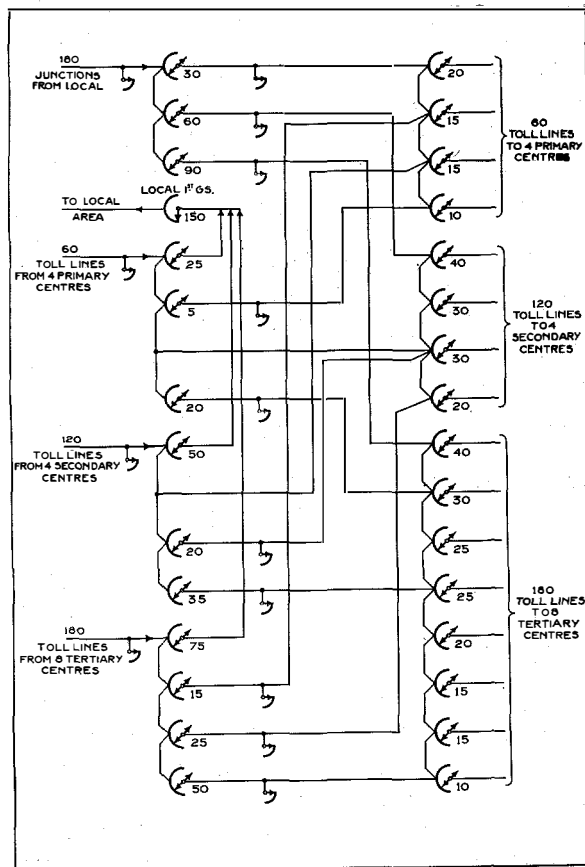 180
JUNCTIONS
FROM LOCAL
30
60
90
LOCAL 1ST GS.
TO LOCAL
AREA
150
60
TOLL LINES
FROM 4 PRIMARY
CENTRES
25
5
20
120
TOLL LINES
FROM 4 SECONDARY
CENTRES
50
20
35
180
TOLL LINES
FROM 8 TERTIARY
CENTRES
75
15
25
50
20
15
15
10
60
TOLL LINES
TO 4 PRIMARY
CENTRES
40
30
30
20
120
TOLL LINES
TO 4
SECONDARY
CENTRES
40
30
25
25
20
15
15
10
180
TOLL LINES
TO 8
TERTIARY
CENTRES